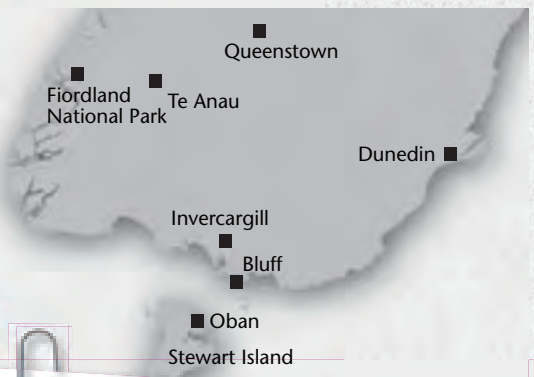 Queenstown
Fiordland
National Park
Te Anau
Dunedin
Invercargill
Bluff
Oban
Stewart Island